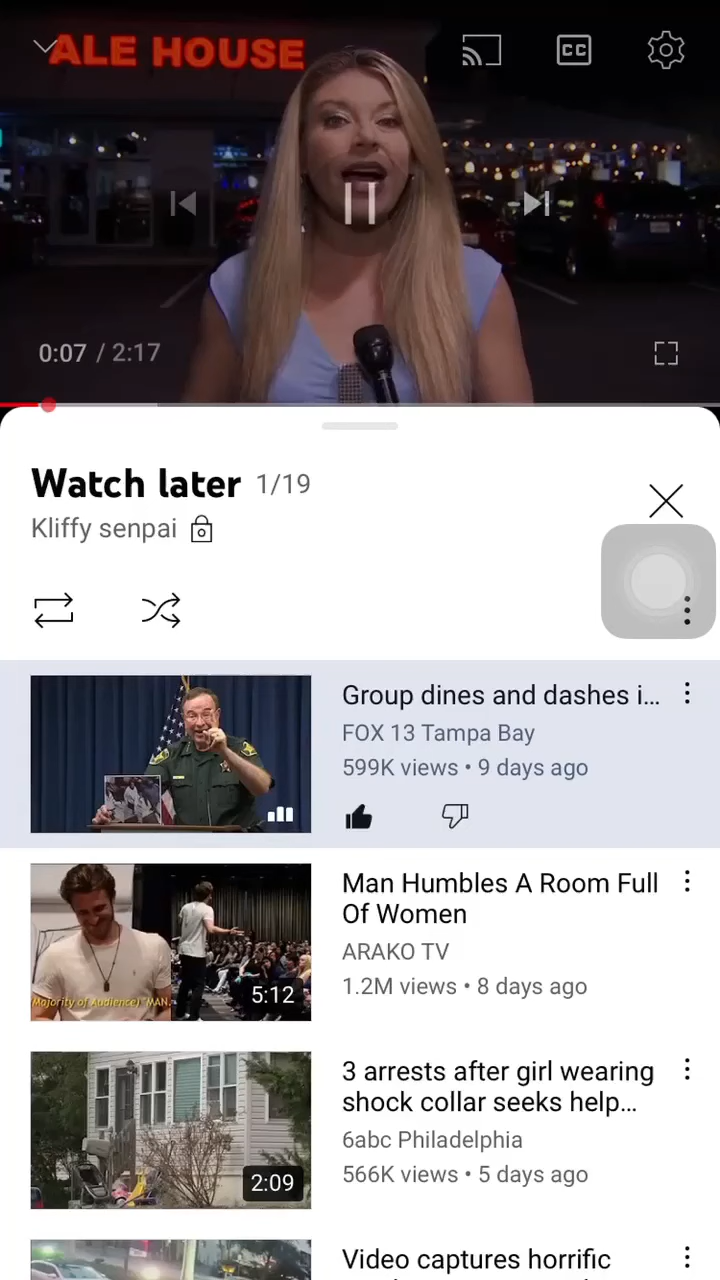 ALE HOUSE
CC
0:07 / 2:17
Watch later 1/19
Kliffy senpai
Group dines and dashes i...
FOX 13 Tampa Bay
599K views • 9 days ago
Man Humbles A Room Full
Of Women
ARAKO TV
1.2M views • 8 days ago
Majority of Audience) "MAN.
5:12
3 arrests after girl wearing
shock collar seeks help...
6abc Philadelphia
566K views • 5 days ago
2:09
Video captures horrific